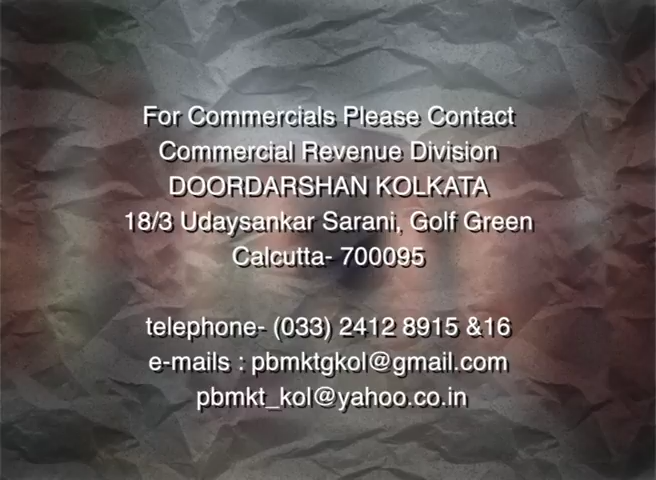 For Commercials Please Contact
Commercial Revenue Division
DOORDARSHAN KOLKATA
18/3 Udaysankar Sarani, Golf Green
Calcutta- 700095
telephone- (033) 2412 8915 &16
e-mails : pbmktgkol@gmail.com
pbmkt_kol@yahoo.co.in